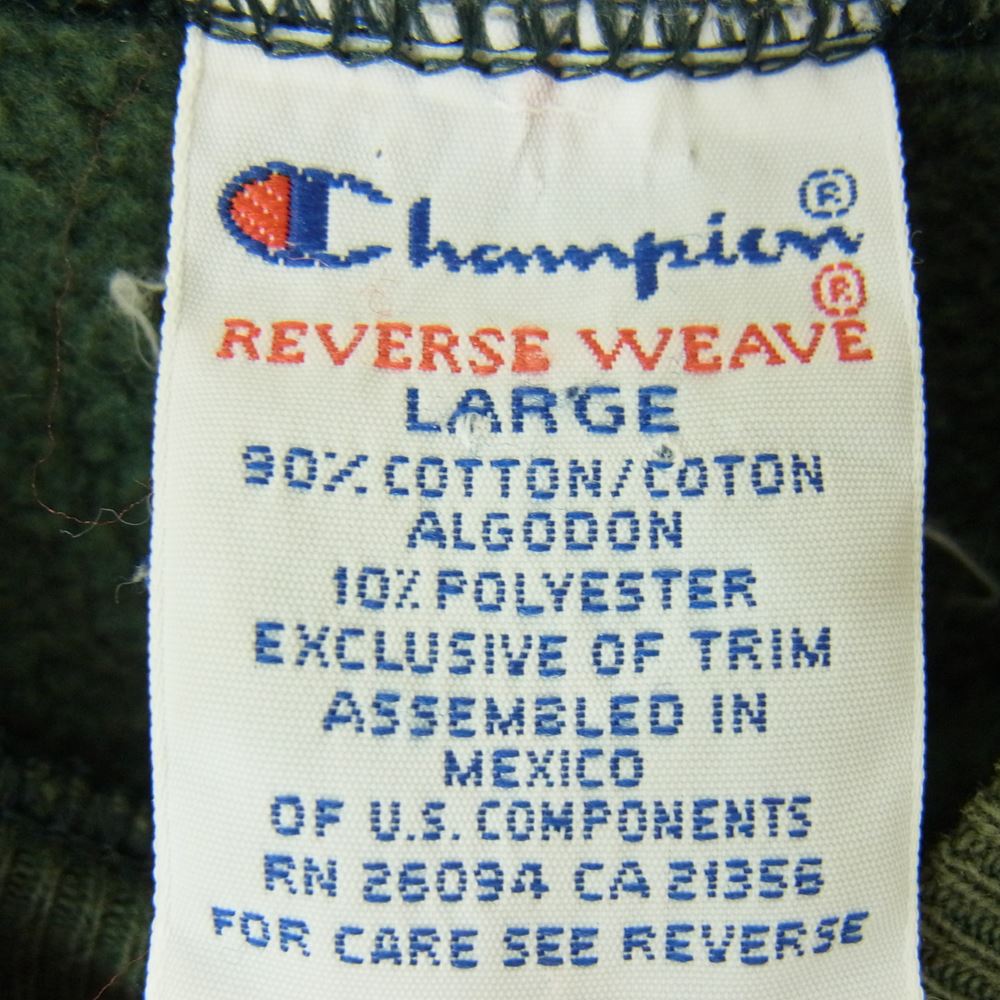 Champion®
REVERSE WEAVE®
LARGE
90% COTTON/COTON
ALGODON
10% POLYESTER
EXCLUSIVE OF TRIM
ASSEMBLED IN
MEXICO
OF U.S. COMPONENTS
RN 26094 CA 21356
FOR CARE SEE REVERSE